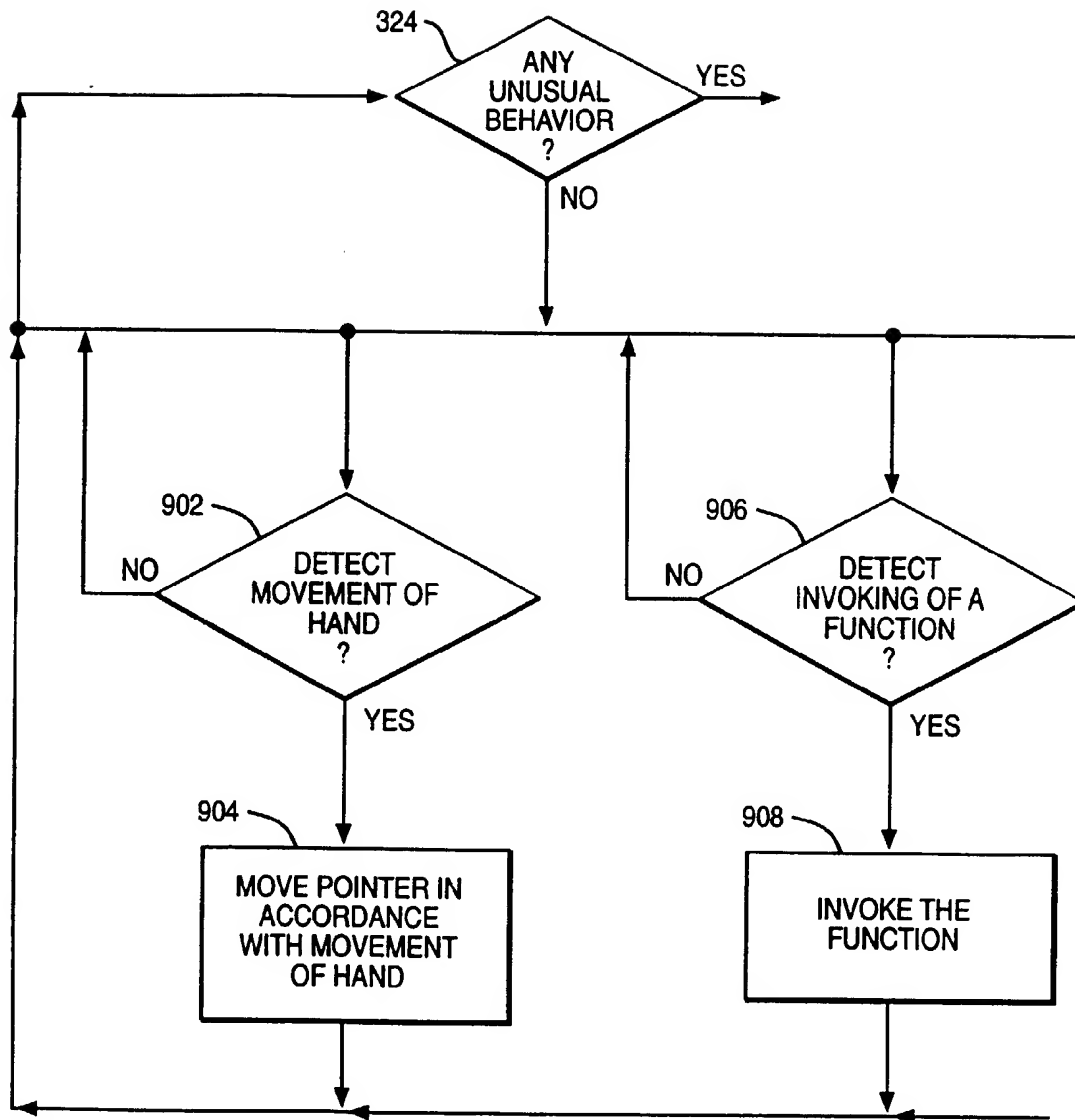 324
ANY
UNUSUAL
BEHAVIOR
?
YES
NO
902
NO
DETECT
MOVEMENT OF
HAND
?
YES
906
NO
DETECT
INVOKING OF A
FUNCTION
?
YES
904
MOVE POINTER IN
ACCORDANCE
WITH MOVEMENT
OF HAND
908
INVOKE THE
FUNCTION